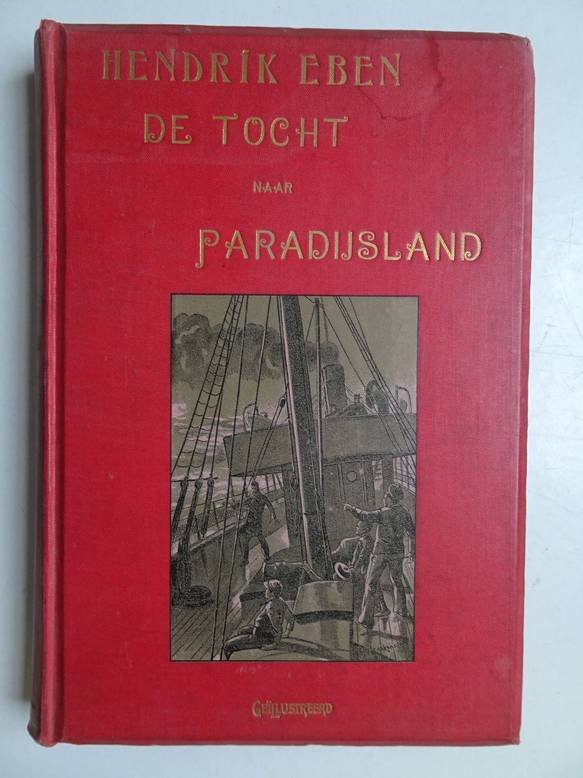 HENDRIK EBEN
DE TOCHT
NAAR
PARADIJSLAND
GEÏLLUSTREERD